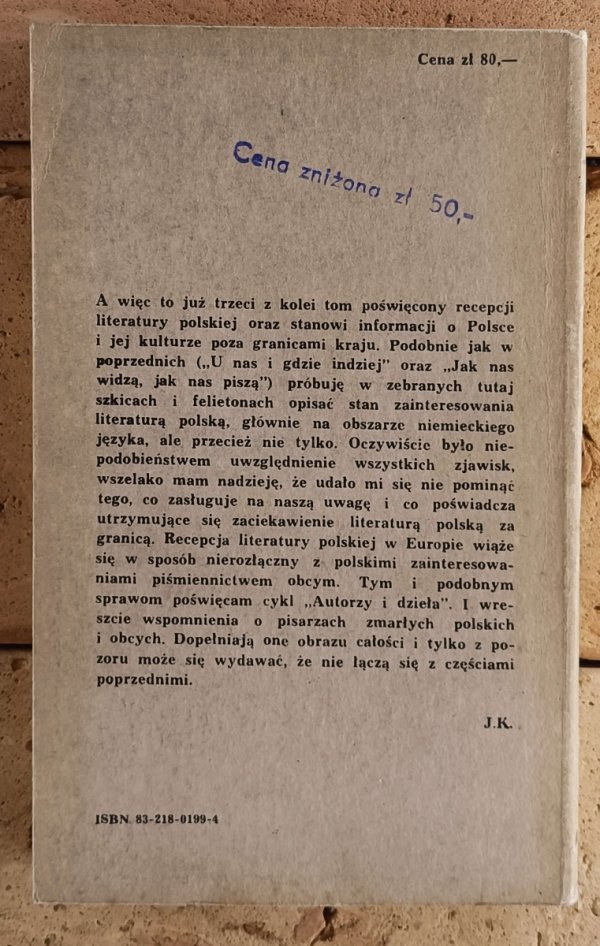 Cena zł 80,—
Cena zniżona zł 50,-
A więc to już trzeci z kolei tom poświęcony recepcji
literatury polskiej oraz stanowi informacji o Polsce
i jej kulturze poza granicami kraju. Podobnie jak w
poprzednich („U nas i gdzie indziej" oraz „Jak nas
widzą, jak nas piszą") próbuję w zebranych tutaj
szkicach i felietonach opisać stan zainteresowania
literaturą polską, głównie na obszarze niemieckiego
języka, ale przecież nie tylko. Oczywiście było nie-
podobieństwem uwzględnienie wszystkich zjawisk,
wszelako mam nadzieję, że udało mi się nie pominąć
tego, co zasługuje na naszą uwagę i co poświadcza
utrzymujące się zaciekawienie literaturą polską za
granicą. Recepcja literatury polskiej w Europie wiąże
się w sposób nierozłączny z polskimi zainteresowa-
niami piśmiennictwem obcym. Tym i podobnym
sprawom poświęcam cykl „Autorzy i dzieła". I wre-
szcie wspomnienia o pisarzach zmarłych polskich
i obcych. Dopełniają one obrazu całości i tylko z po-
zoru może się wydawać, że nie łączą się z częściami
poprzednimi.
J.K.
ISBN 83-218-0199-4